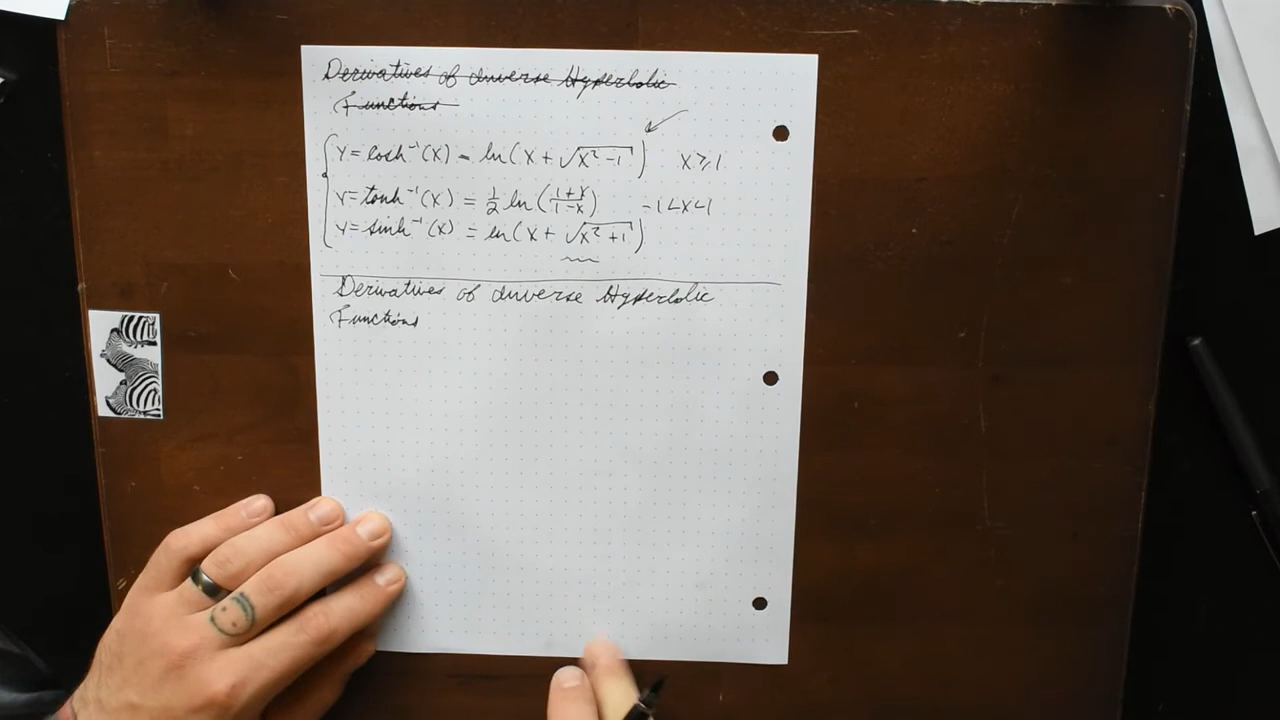 Derivatives of Inverse Hyperbolic
Functions
y = cosh⁻¹(x) = ln(x + √(x² - 1)) x ≥ 1
y = tanh⁻¹(x) = 1/2 ln((1+x)/(1-x)) -1 < x < 1
y = sinh⁻¹(x) = ln(x + √(x² + 1))
Derivatives of Inverse Hyperbolic
Functions